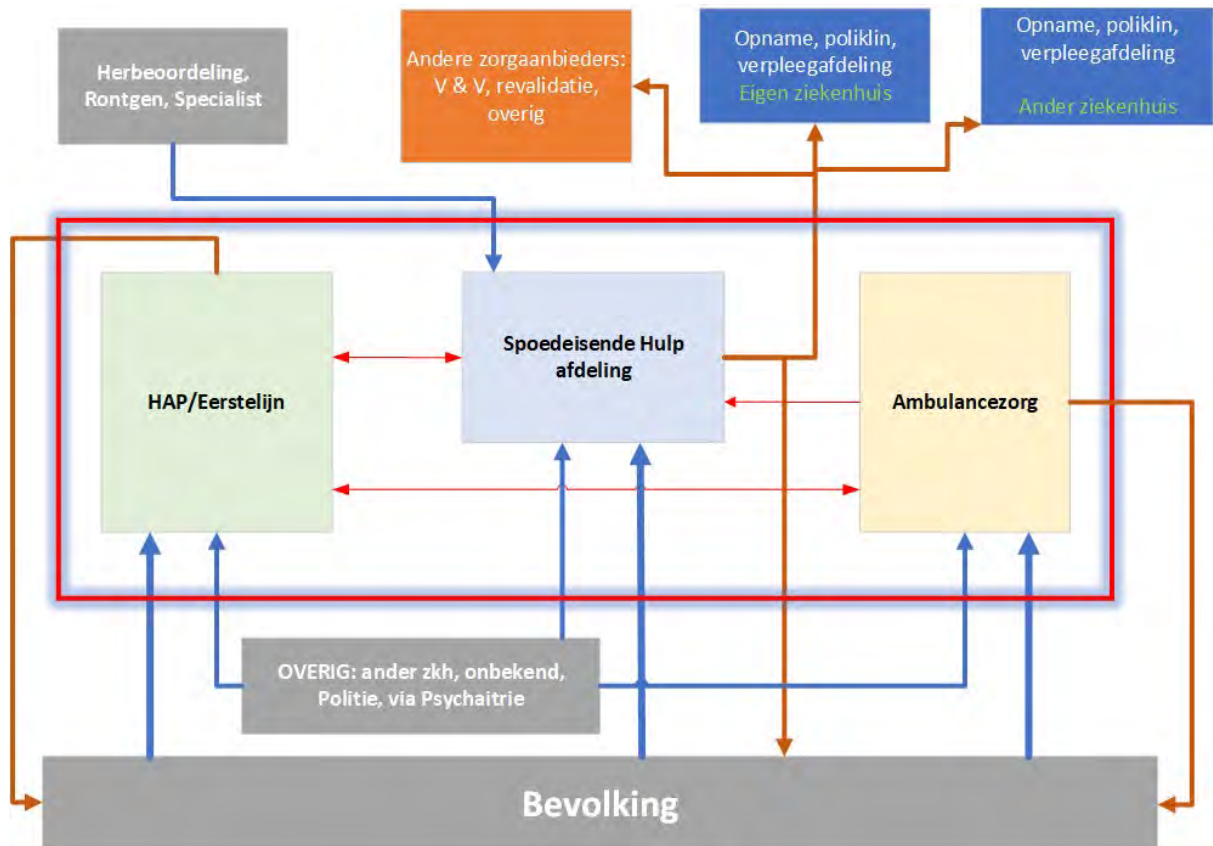 Herbeoordeling,
Rontgen, Specialist
Andere zorgaanbieders:
V & V, revalidatie,
overig
Opname, poliklin,
verpleegafdeling
Eigen ziekenhuis
Opname, poliklin,
verpleegafdeling
Ander ziekenhuis
HAP/Eerstelijn
Spoedeisende Hulp
afdeling
Ambulancezorg
OVERIG: ander zkh, onbekend,
Politie, via Psychaitrie
Bevolking